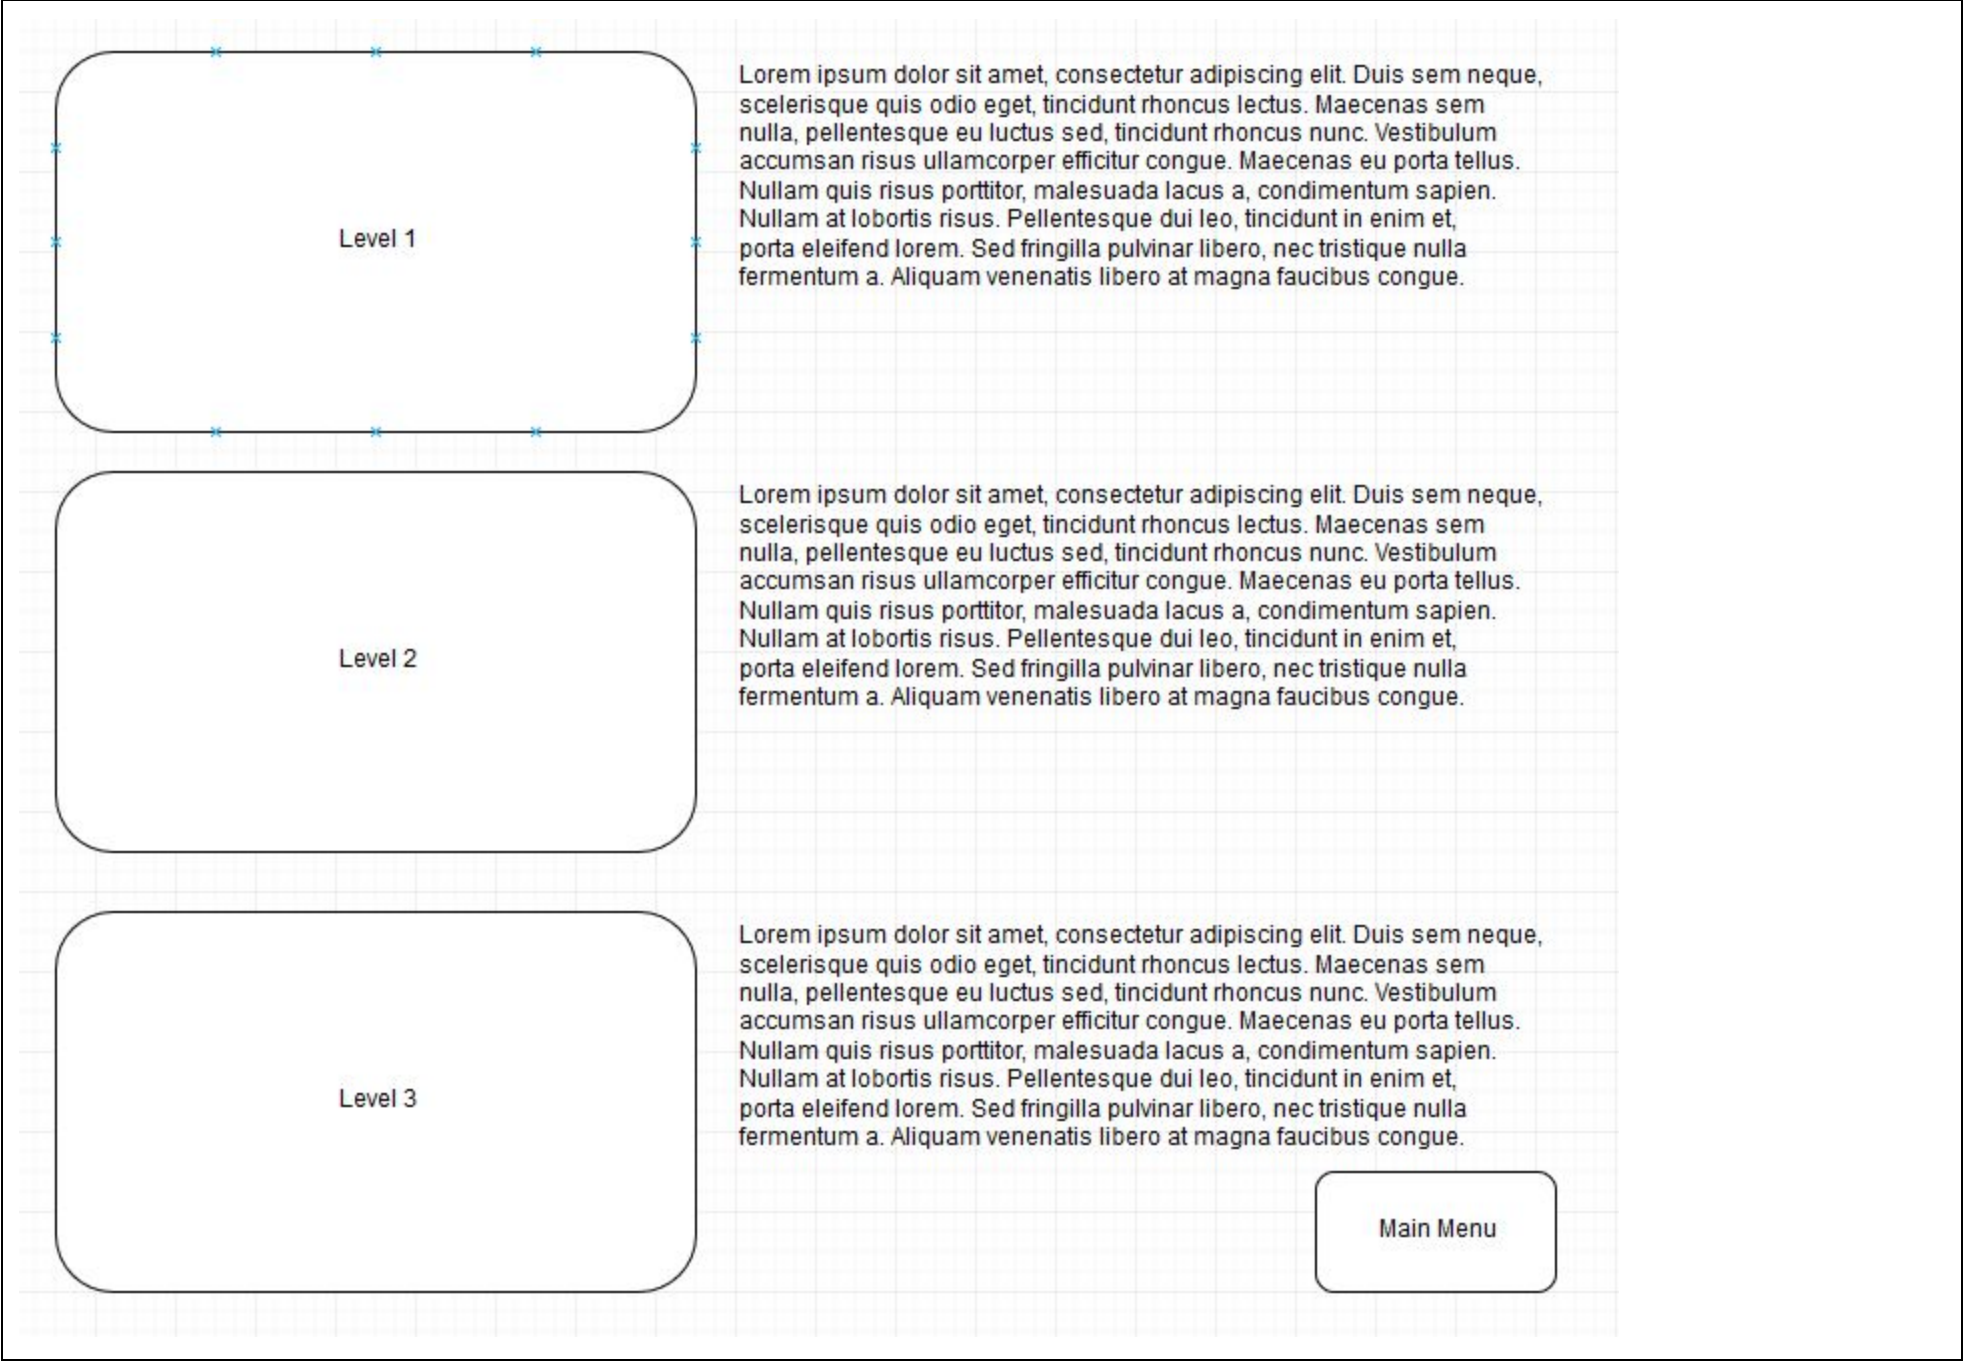 Level 1
Lorem ipsum dolor sit amet, consectetur adipiscing elit. Duis sem neque,
scelerisque quis odio eget, tincidunt rhoncus lectus. Maecenas sem
nulla, pellentesque eu luctus sed, tincidunt rhoncus nunc. Vestibulum
accumsan risus ullamcorper efficitur congue. Maecenas eu porta tellus.
Nullam quis risus porttitor, malesuada lacus a, condimentum sapien.
Nullam at lobortis risus. Pellentesque dui leo, tincidunt in enim et,
porta eleifend lorem. Sed fringilla pulvinar libero, nec tristique nulla
fermentum a. Aliquam venenatis libero at magna faucibus congue.
Level 2
Lorem ipsum dolor sit amet, consectetur adipiscing elit. Duis sem neque,
scelerisque quis odio eget, tincidunt rhoncus lectus. Maecenas sem
nulla, pellentesque eu luctus sed, tincidunt rhoncus nunc. Vestibulum
accumsan risus ullamcorper efficitur congue. Maecenas eu porta tellus.
Nullam quis risus porttitor, malesuada lacus a, condimentum sapien.
Nullam at lobortis risus. Pellentesque dui leo, tincidunt in enim et,
porta eleifend lorem. Sed fringilla pulvinar libero, nec tristique nulla
fermentum a. Aliquam venenatis libero at magna faucibus congue.
Level 3
Lorem ipsum dolor sit amet, consectetur adipiscing elit. Duis sem neque,
scelerisque quis odio eget, tincidunt rhoncus lectus. Maecenas sem
nulla, pellentesque eu luctus sed, tincidunt rhoncus nunc. Vestibulum
accumsan risus ullamcorper efficitur congue. Maecenas eu porta tellus.
Nullam quis risus porttitor, malesuada lacus a, condimentum sapien.
Nullam at lobortis risus. Pellentesque dui leo, tincidunt in enim et,
porta eleifend lorem. Sed fringilla pulvinar libero, nec tristique nulla
fermentum a. Aliquam venenatis libero at magna faucibus congue.
Main Menu